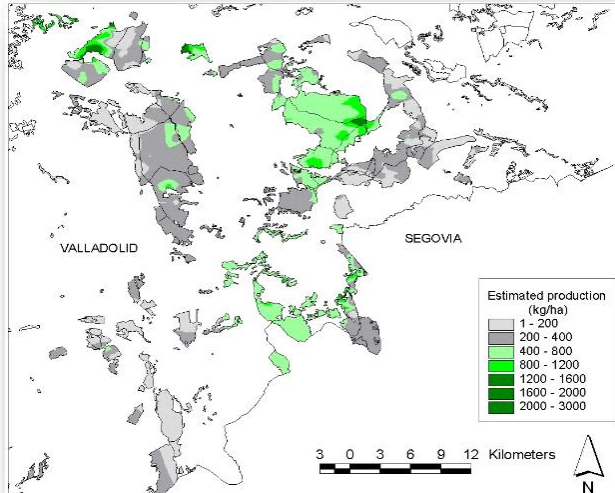 VALLADOLID
SEGOVIA
Estimated production
(kg/ha)
1 - 200
200 - 400
400 - 800
800 - 1200
1200 - 1600
1600 - 2000
2000 - 3000
3 0 3 6 9 12 Kilometers
N